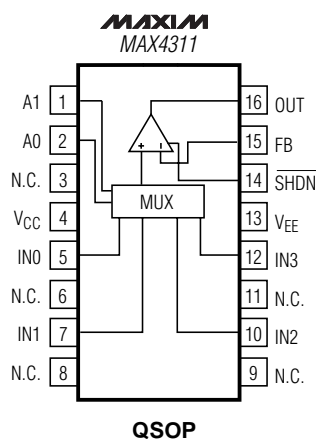 MAXIM
MAX4311
A1 1
A0 2
N.C. 3
VCC 4
IN0 5
N.C. 6
IN1 7
N.C. 8
16 OUT
15 FB
14 SHDN
13 VEE
12 IN3
11 N.C.
10 IN2
9 N.C.
+ −
MUX
QSOP